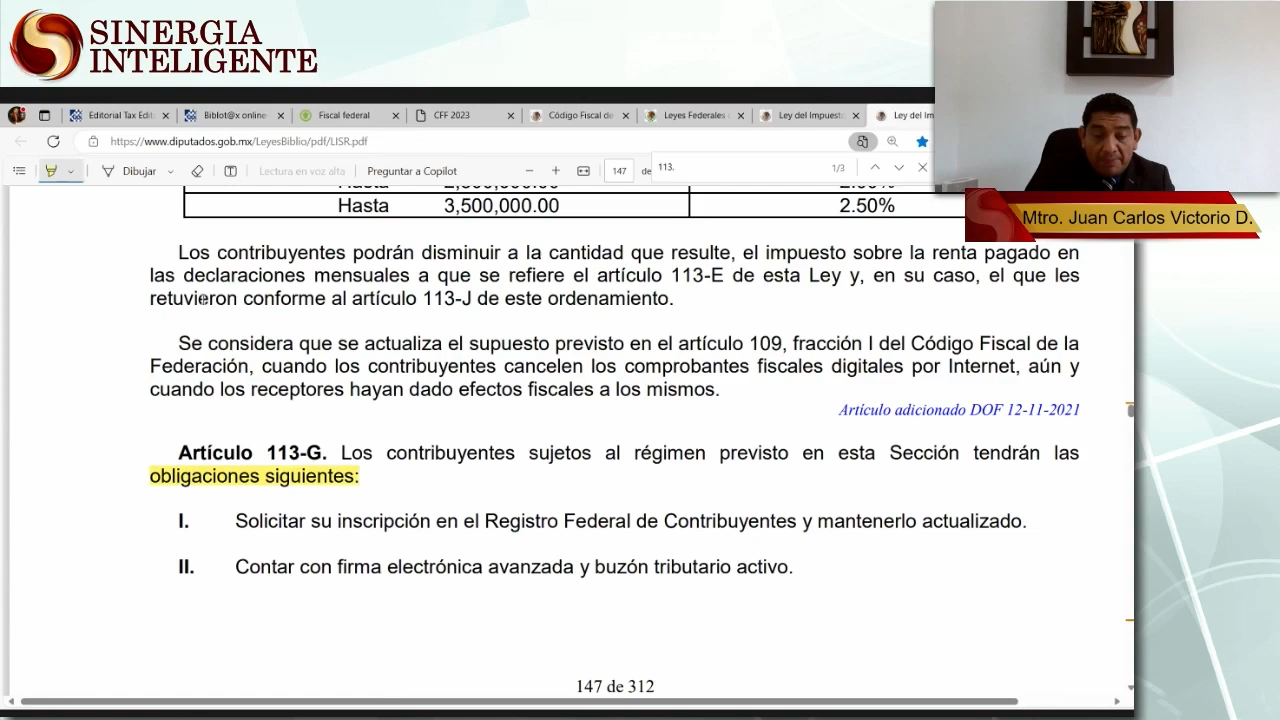 SINERGIA
INTELIGENTE
Editorial Tax Edit
Biblot@x online
Fiscal federal
CFF 2023
Código Fiscal de
Leyes Federales
Ley del Impuest
Ley del Im
https://www.diputados.gob.mx/LeyesBiblio/pdf/LISR.pdf
Dibujar
Lectura en voz alta
Preguntar a Copilot
147
de
113.
1/3
Mtro. Juan Carlos Victorio D.
Hasta 3,500,000.00 2.50%
Los contribuyentes podrán disminuir a la cantidad que resulte, el impuesto sobre la renta pagado en
las declaraciones mensuales a que se refiere el artículo 113-E de esta Ley y, en su caso, el que les
retuvieron conforme al artículo 113-J de este ordenamiento.
Se considera que se actualiza el supuesto previsto en el artículo 109, fracción I del Código Fiscal de la
Federación, cuando los contribuyentes cancelen los comprobantes fiscales digitales por Internet, aún y
cuando los receptores hayan dado efectos fiscales a los mismos.
Artículo adicionado DOF 12-11-2021
Artículo 113-G. Los contribuyentes sujetos al régimen previsto en esta Sección tendrán las
obligaciones siguientes:
I. Solicitar su inscripción en el Registro Federal de Contribuyentes y mantenerlo actualizado.
II. Contar con firma electrónica avanzada y buzón tributario activo.
147 de 312